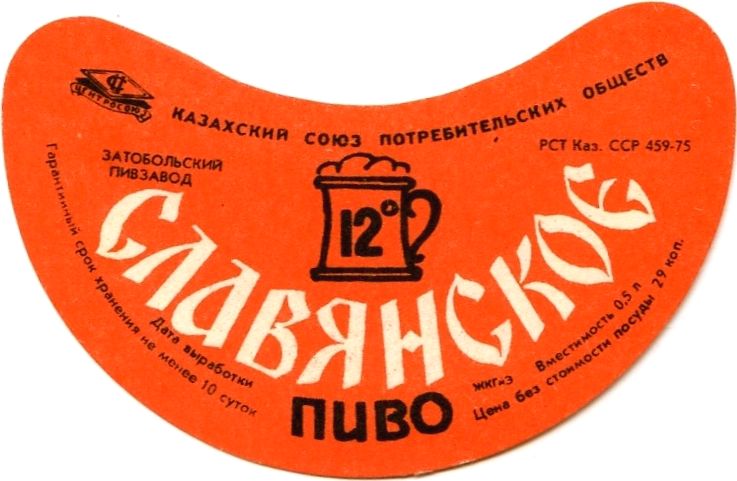 ЦЕНТРОСОЮЗ
КАЗАХСКИЙ СОЮЗ ПОТРЕБИТЕЛЬСКИХ ОБЩЕСТВ
ЗАТОБОЛЬСКИЙ
ПИВЗАВОД
РСТ Каз. ССР 459-75
12°
СЛАВЯНСКОЕ
ПИВО
Дата выработки
Гарантийный срок хранения не менее 10 суток
Вместимость 0,5 л
Цена без стоимости посуды 29 коп.